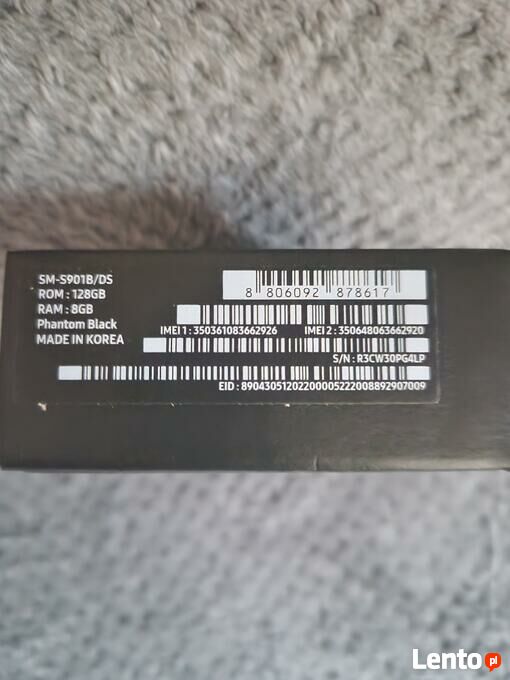 SM-S901B/DS
ROM : 128GB
RAM : 8GB
Phantom Black
MADE IN KOREA
8 806092 878617
IMEI 1 : 350361083662926 IMEI 2 : 350648063662920
S/N : R3CW30PG4LP
EID : 89043051202200005222008892907009
Lento pl